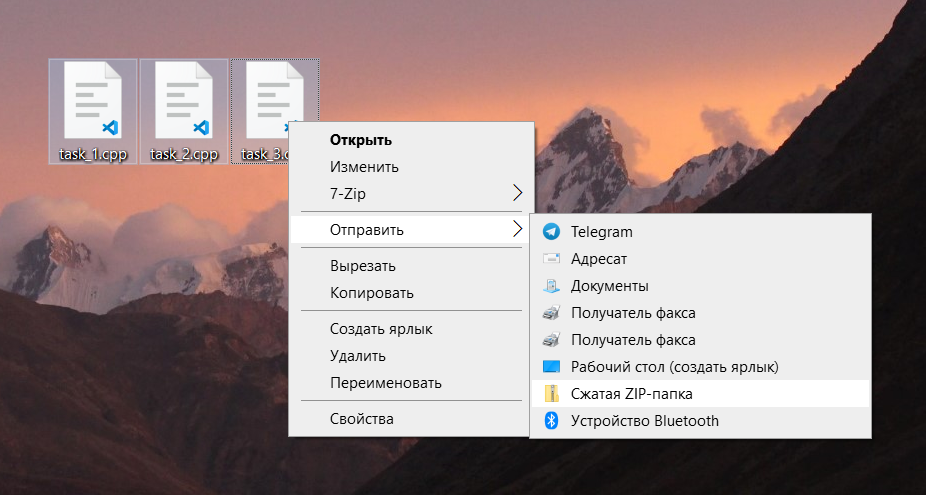 task_1.cpp
task_2.cpp
task_3.c
Открыть
Изменить
7-Zip
Отправить
Вырезать
Копировать
Создать ярлык
Удалить
Переименовать
Свойства
Telegram
Адресат
Документы
Получатель факса
Получатель факса
Рабочий стол (создать ярлык)
Сжатая ZIP-папка
Устройство Bluetooth